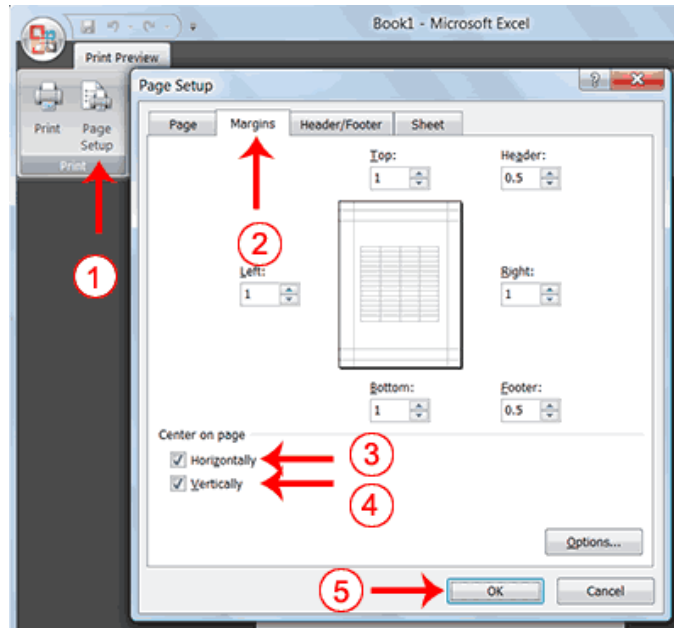 Book1 - Microsoft Excel
Print Preview
Print
Page Setup
Print
Page Setup
Page
Margins
Header/Footer
Sheet
Top:
1
Header:
0.5
Left:
1
Right:
1
Bottom:
1
Footer:
0.5
Center on page
Horizontally
Vertically
Options...
OK
Cancel
1
2
3
4
5